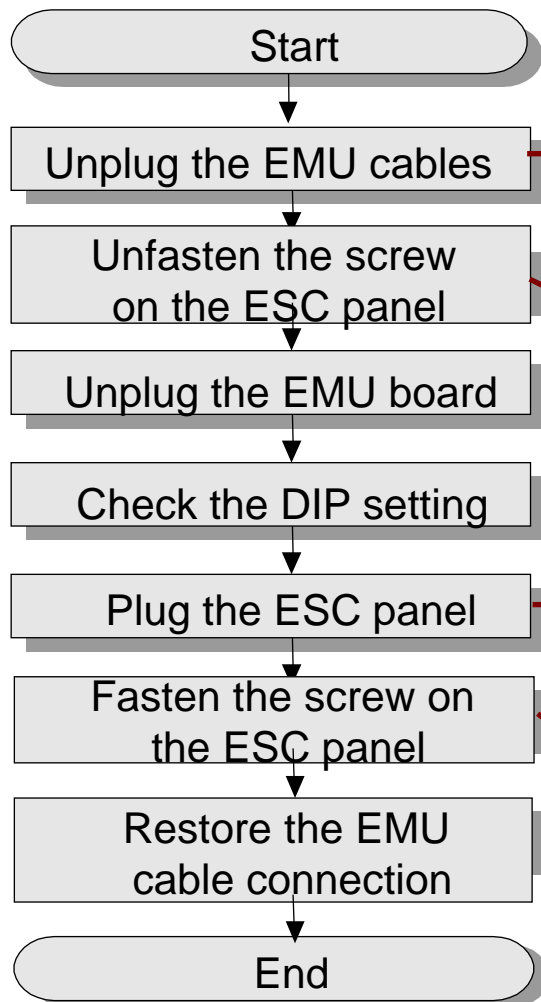 Start
Unplug the EMU cables
Unfasten the screw
on the ESC panel
Unplug the EMU board
Check the DIP setting
Plug the ESC panel
Fasten the screw on
the ESC panel
Restore the EMU
cable connection
End